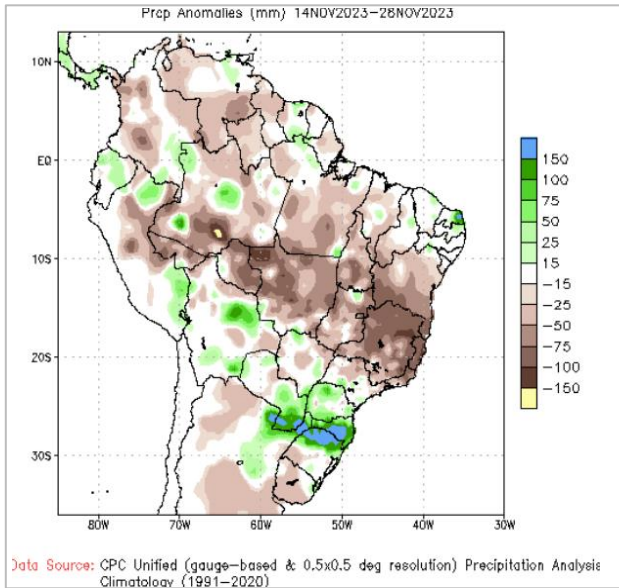 Prcp Anomalies (mm) 14NOV2023–28NOV2023
10N
EQ
10S
20S
30S
80W 70W 60W 50W 40W 30W
150
100
75
50
25
15
-15
-25
-50
-75
-100
-150
Data Source: CPC Unified (gauge-based & 0.5x0.5 deg resolution) Precipitation Analysis
Climatology (1991–2020)